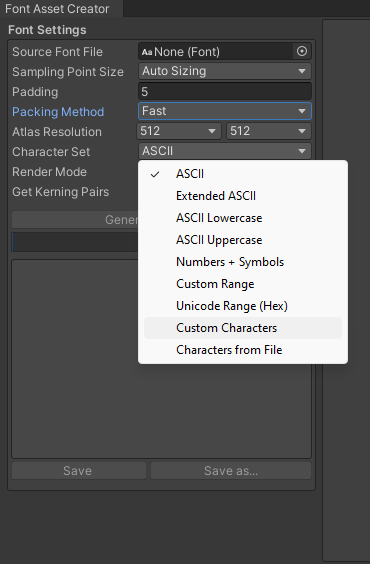 Font Asset Creator
Font Settings
Source Font File Aa None (Font)
Sampling Point Size Auto Sizing
Padding 5
Packing Method Fast
Atlas Resolution 512 512
Character Set ASCII
Render Mode
Get Kerning Pairs
✓ ASCII
Extended ASCII
ASCII Lowercase
ASCII Uppercase
Numbers + Symbols
Custom Range
Unicode Range (Hex)
Custom Characters
Characters from File
Gener
Save Save as...